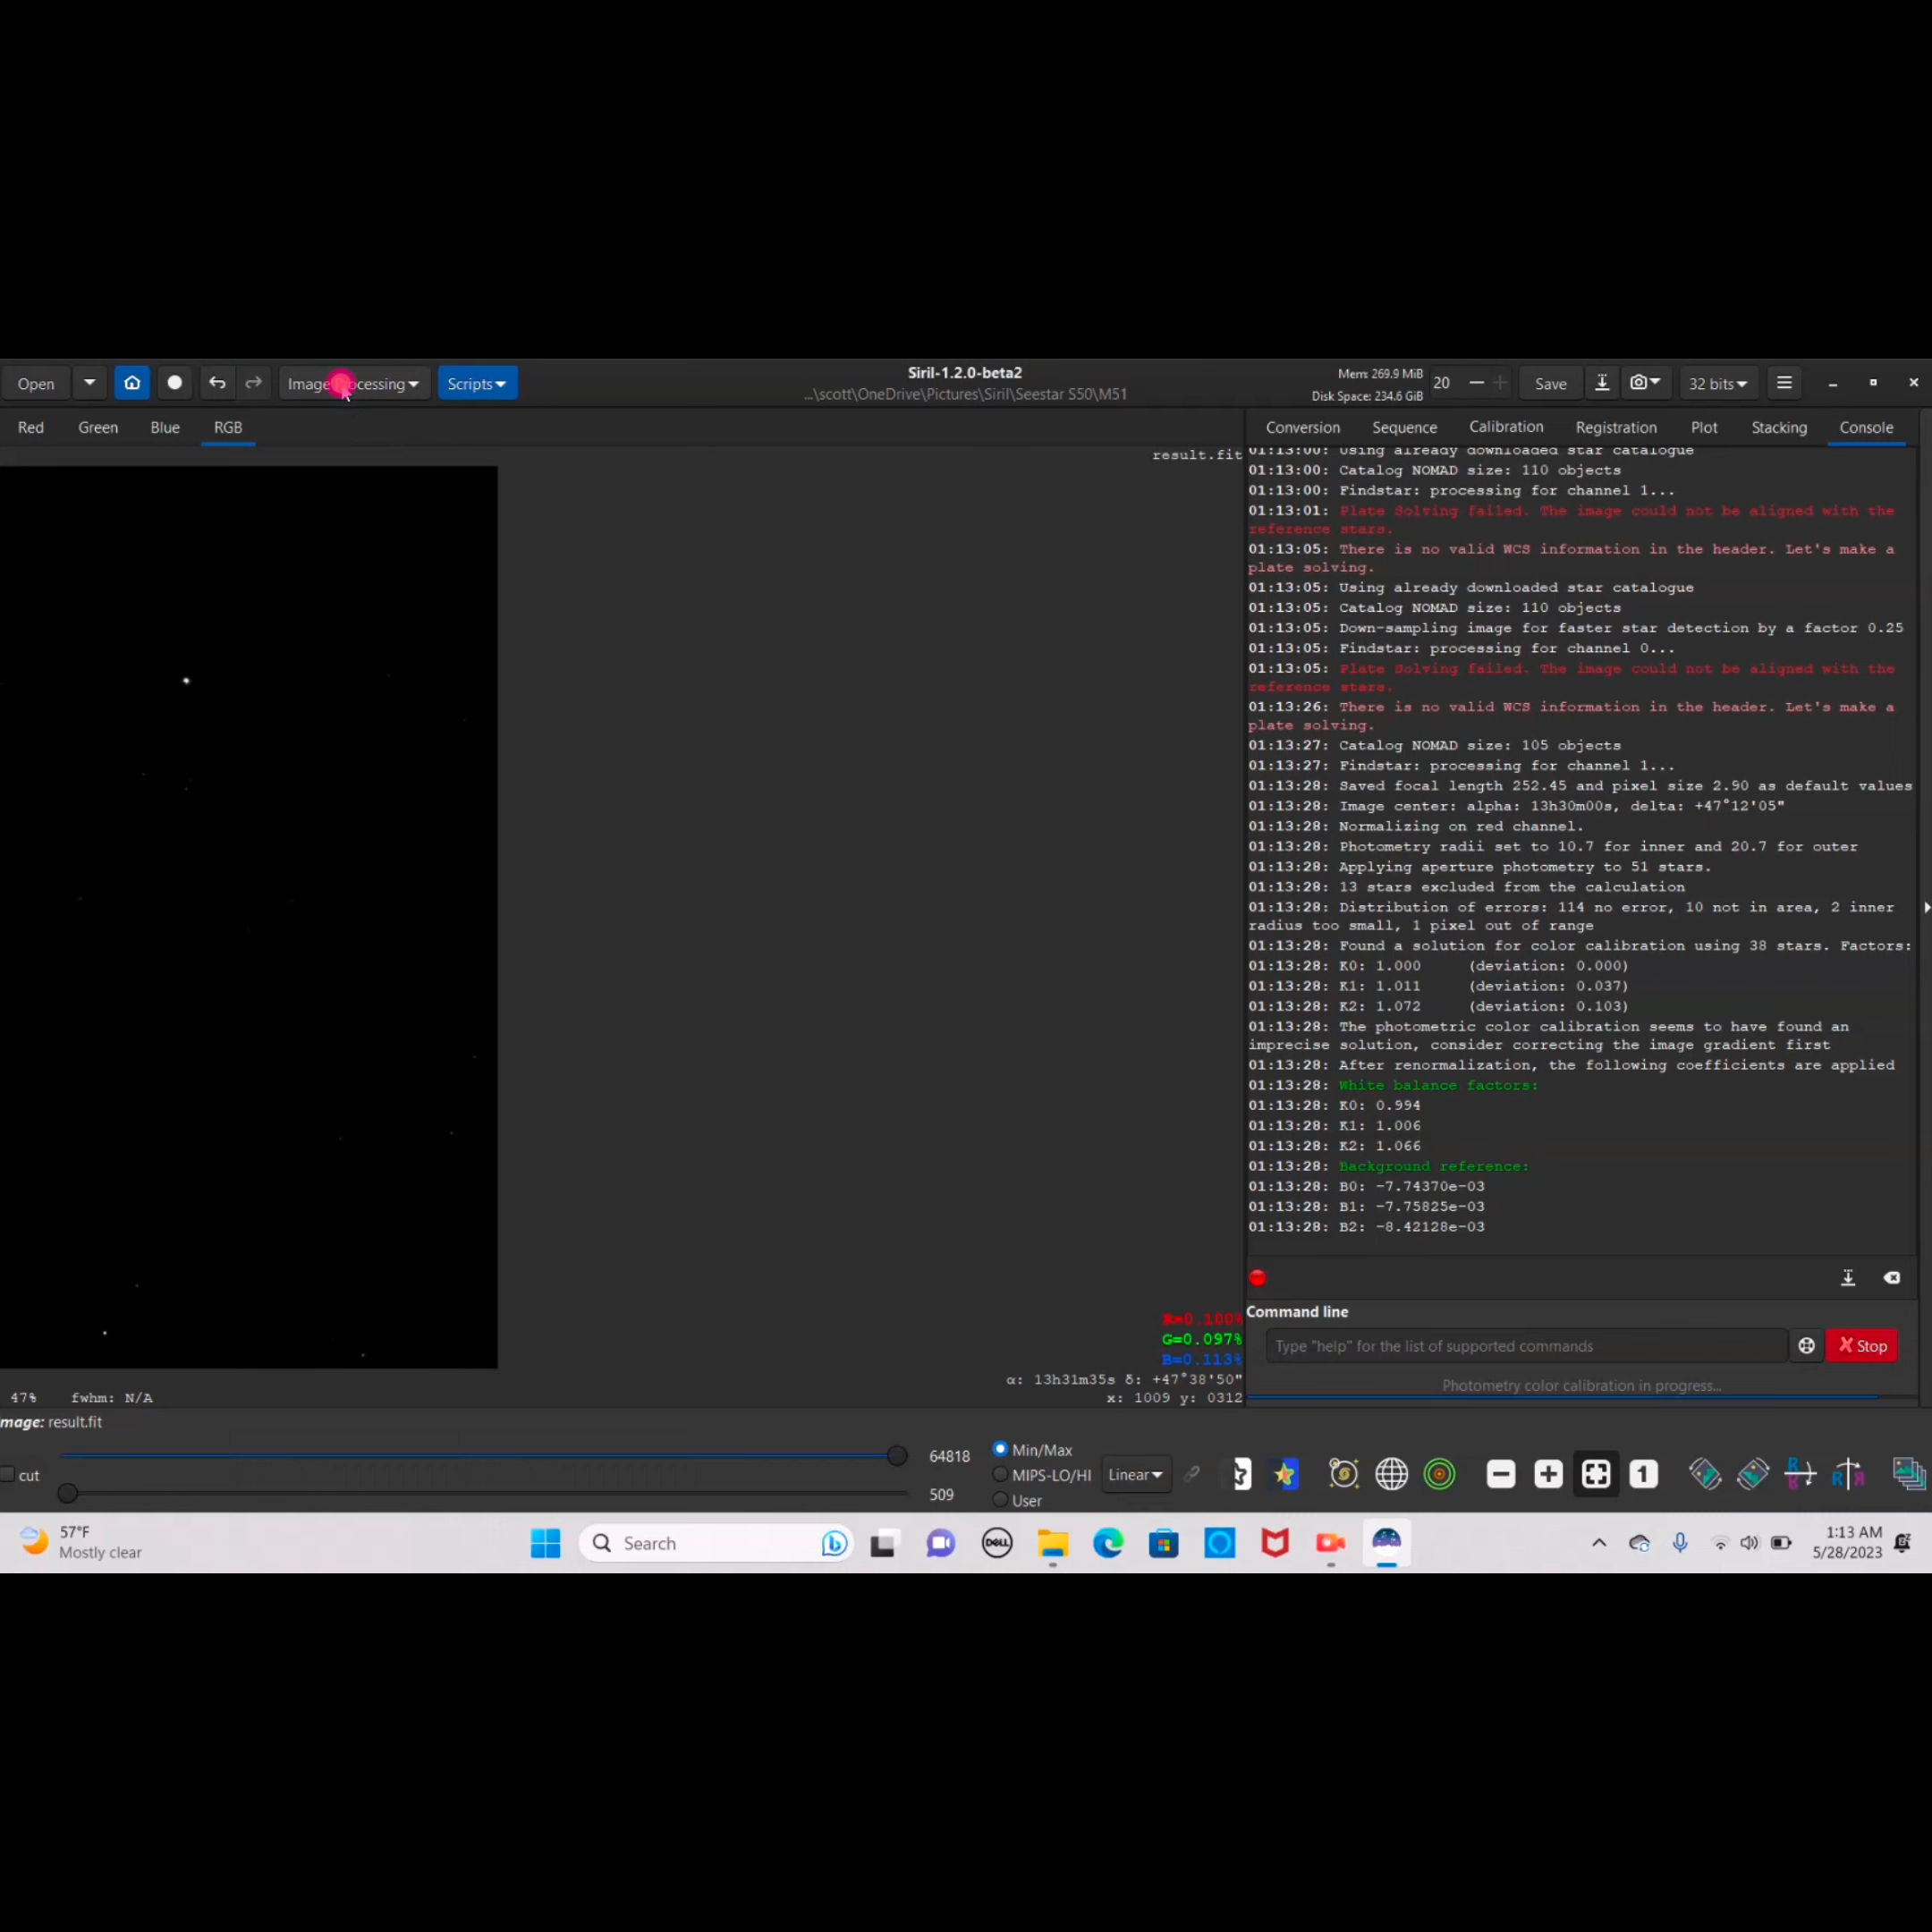 Open
Image Processing
Scripts
Siril-1.2.0-beta2
...\scott\OneDrive\Pictures\Siril\Seestar S50\M51
Mem: 269.9 MiB
Disk Space: 234.6 GiB
20
Save
32 bits
Red Green Blue RGB
Conversion Sequence Calibration Registration Plot Stacking Console
result.fit
01:13:00: Using already downloaded star catalogue
01:13:00: Catalog NOMAD size: 110 objects
01:13:00: Findstar: processing for channel 1...
01:13:01: Plate Solving failed. The image could not be aligned with the
reference stars.
01:13:05: There is no valid WCS information in the header. Let's make a
plate solving.
01:13:05: Using already downloaded star catalogue
01:13:05: Catalog NOMAD size: 110 objects
01:13:05: Down-sampling image for faster star detection by a factor 0.25
01:13:05: Findstar: processing for channel 0...
01:13:05: Plate Solving failed. The image could not be aligned with the
reference stars.
01:13:26: There is no valid WCS information in the header. Let's make a
plate solving.
01:13:27: Catalog NOMAD size: 105 objects
01:13:27: Findstar: processing for channel 1...
01:13:28: Saved focal length 252.45 and pixel size 2.90 as default values
01:13:28: Image center: alpha: 13h30m00s, delta: +47°12'05"
01:13:28: Normalizing on red channel.
01:13:28: Photometry radii set to 10.7 for inner and 20.7 for outer
01:13:28: Applying aperture photometry to 51 stars.
01:13:28: 13 stars excluded from the calculation
01:13:28: Distribution of errors: 114 no error, 10 not in area, 2 inner
radius too small, 1 pixel out of range
01:13:28: Found a solution for color calibration using 38 stars. Factors:
01:13:28: K0: 1.000 (deviation: 0.000)
01:13:28: K1: 1.011 (deviation: 0.037)
01:13:28: K2: 1.072 (deviation: 0.103)
01:13:28: The photometric color calibration seems to have found an
imprecise solution, consider correcting the image gradient first
01:13:28: After renormalization, the following coefficients are applied
01:13:28: White balance factors:
01:13:28: K0: 0.994
01:13:28: K1: 1.006
01:13:28: K2: 1.066
01:13:28: Background reference:
01:13:28: B0: -7.74370e-03
01:13:28: B1: -7.75825e-03
01:13:28: B2: -8.42128e-03
Command line
Type "help" for the list of supported commands
Stop
Photometry color calibration in progress...
R=0.100%
G=0.097%
B=0.113%
α: 13h31m35s δ: +47°38'50"
x: 1009 y: 0312
47% fwhm: N/A
mage: result.fit
cut
64818
509
Min/Max
MIPS-LO/HI
User
Linear
1
57°F
Mostly clear
Search
DELL
1:13 AM
5/28/2023